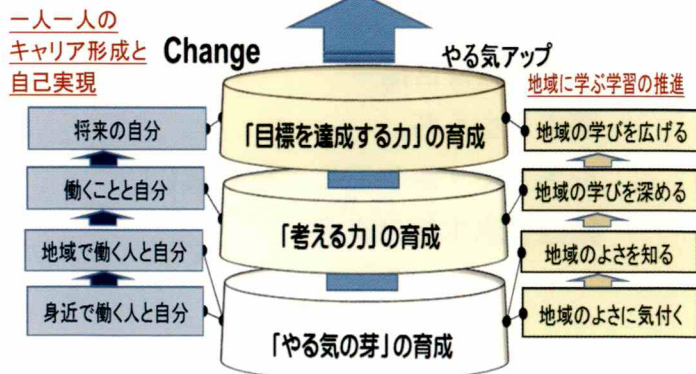 一人一人の
キャリア形成と
自己実現
Change
やる気アップ
地域に学ぶ学習の推進
将来の自分
「目標を達成する力」の育成
地域の学びを広げる
働くことと自分
「考える力」の育成
地域の学びを深める
地域で働く人と自分
地域のよさを知る
身近で働く人と自分
「やる気の芽」の育成
地域のよさに気付く